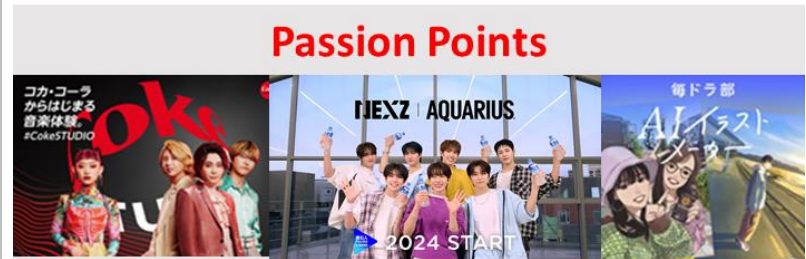 Passion Points
コカ・コーラ
からはじまる
音楽体験。
#CokeSTUDIO
coke
NEXZ | AQUARIUS
2024 START
毎ドラ部
AIイラスト
メーカー